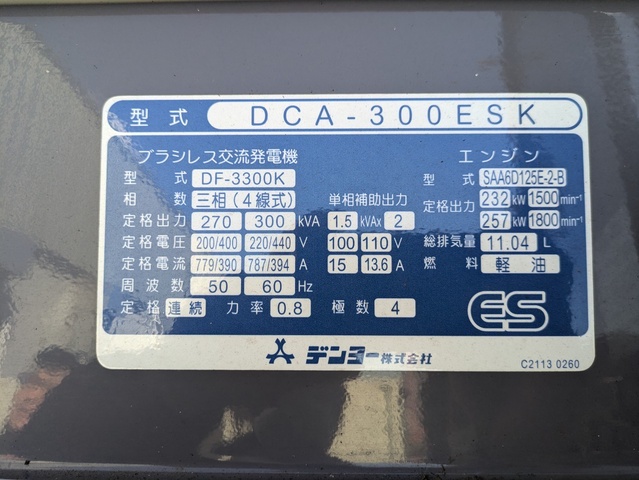 型式 DCA-300ESK
ブラシレス交流発電機 エンジン
型式 DF-3300K 型式 SAA6D125E-2-B
相数 三相(4線式) 単相補助出力 定格出力 232 kW 1500 min⁻¹
定格出力 270 300 kVA 1.5 kVAx 2 257 kW 1800 min⁻¹
定格電圧 200/400 220/440 V 100 110 V 総排気量 11.04 L
定格電流 779/390 787/394 A 15 13.6 A 燃料 軽油
周波数 50 60 Hz
定格 連続 力率 0.8 極数 4 ES
デンヨー株式会社
C2113 0260